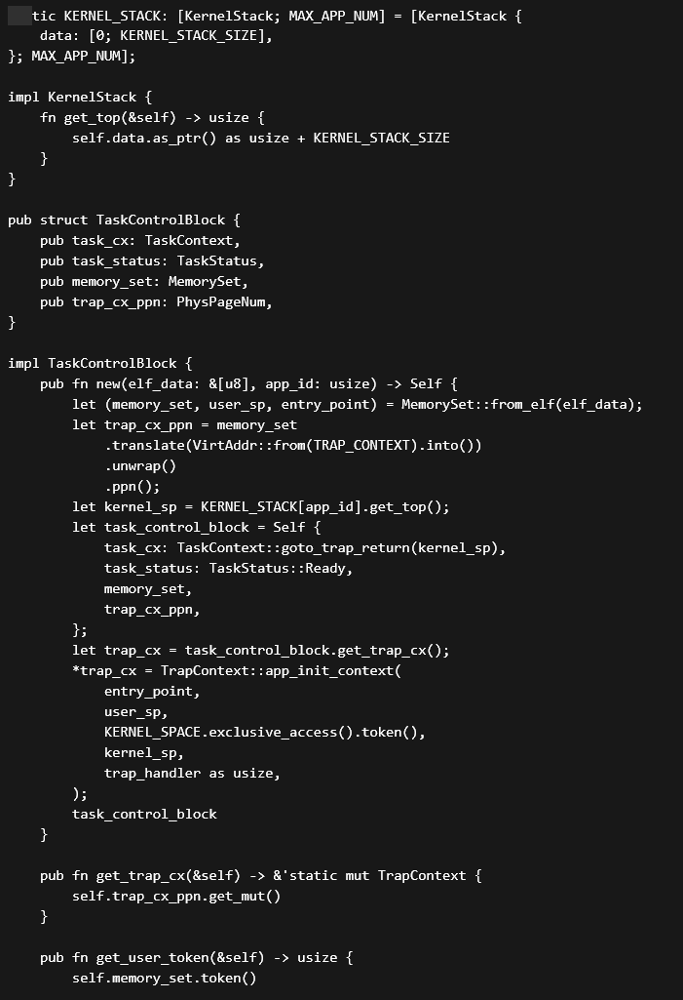 tic KERNEL_STACK: [KernelStack; MAX_APP_NUM] = [KernelStack {
    data: [0; KERNEL_STACK_SIZE],
}; MAX_APP_NUM];

impl KernelStack {
    fn get_top(&self) -> usize {
        self.data.as_ptr() as usize + KERNEL_STACK_SIZE
    }
}

pub struct TaskControlBlock {
    pub task_cx: TaskContext,
    pub task_status: TaskStatus,
    pub memory_set: MemorySet,
    pub trap_cx_ppn: PhysPageNum,
}

impl TaskControlBlock {
    pub fn new(elf_data: &[u8], app_id: usize) -> Self {
        let (memory_set, user_sp, entry_point) = MemorySet::from_elf(elf_data);
        let trap_cx_ppn = memory_set
            .translate(VirtAddr::from(TRAP_CONTEXT).into())
            .unwrap()
            .ppn();
        let kernel_sp = KERNEL_STACK[app_id].get_top();
        let task_control_block = Self {
            task_cx: TaskContext::goto_trap_return(kernel_sp),
            task_status: TaskStatus::Ready,
            memory_set,
            trap_cx_ppn,
        };
        let trap_cx = task_control_block.get_trap_cx();
        *trap_cx = TrapContext::app_init_context(
            entry_point,
            user_sp,
            KERNEL_SPACE.exclusive_access().token(),
            kernel_sp,
            trap_handler as usize,
        );
        task_control_block
    }

    pub fn get_trap_cx(&self) -> &'static mut TrapContext {
        self.trap_cx_ppn.get_mut()
    }

    pub fn get_user_token(&self) -> usize {
        self.memory_set.token()